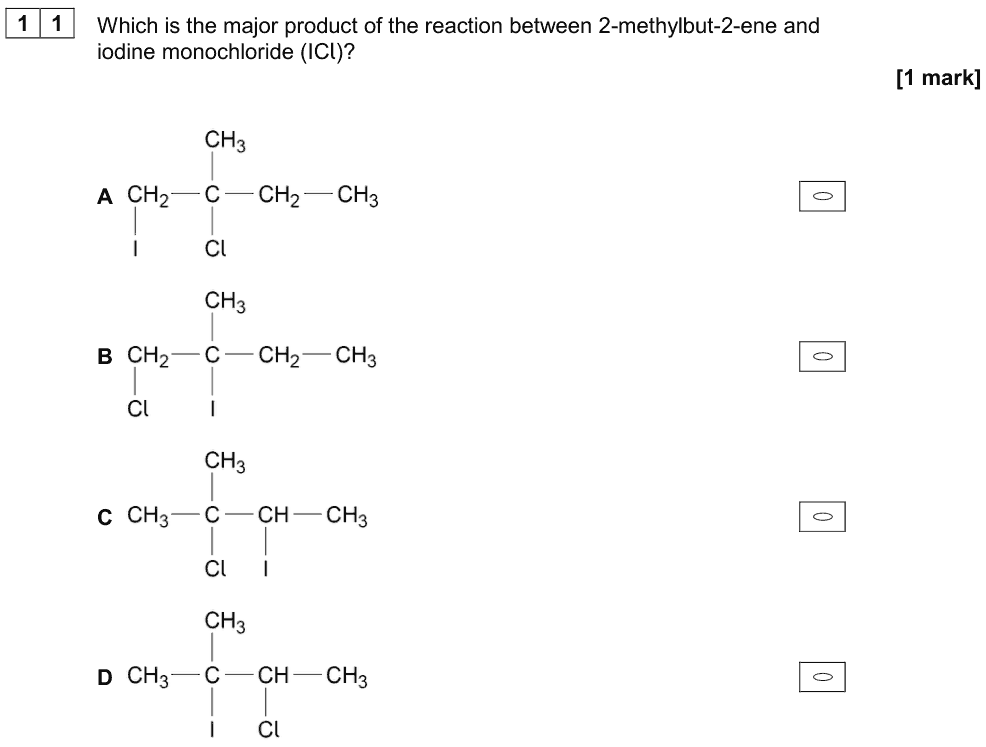 1 1 Which is the major product of the reaction between 2-methylbut-2-ene and
iodine monochloride (ICl)?
[1 mark]
CH₃
A CH₂ C CH₂ CH₃
I Cl
CH₃
B CH₂ C CH₂ CH₃
Cl I
CH₃
C CH₃ C CH CH₃
Cl I
CH₃
D CH₃ C CH CH₃
I Cl